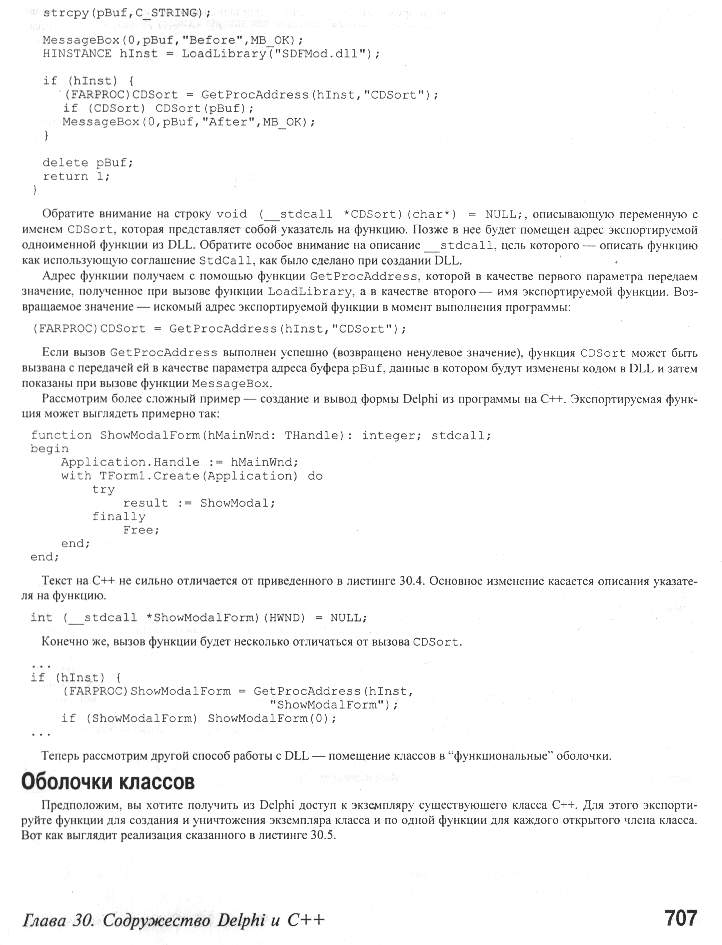 strcpy(pBuf,C_STRING);
MessageBox(0,pBuf,"Before",MB_OK);
HINSTANCE hInst = LoadLibrary("SDFMod.dll");
if (hInst) {
(FARPROC)CDSort = GetProcAddress(hInst,"CDSort");
if (CDSort) CDSort(pBuf);
MessageBox(0,pBuf,"After",MB_OK);
}
delete pBuf;
return 1;
}
Обратите внимание на строку void (__stdcall *CDSort)(char*) = NULL;, описывающую переменную с
именем CDSort, которая представляет собой указатель на функцию. Позже в нее будет помещен адрес экспортируемой
одноименной функции из DLL. Обратите особое внимание на описание __stdcall, цель которого — описать функцию
как использующую соглашение StdCall, как было сделано при создании DLL.
Адрес функции получаем с помощью функции GetProcAddress, которой в качестве первого параметра передаем
значение, полученное при вызове функции LoadLibrary, а в качестве второго — имя экспортируемой функции. Воз-
вращаемое значение — искомый адрес экспортируемой функции в момент выполнения программы:
(FARPROC)CDSort = GetProcAddress(hInst,"CDSort");
Если вызов GetProcAddress выполнен успешно (возвращено ненулевое значение), функция CDSort может быть
вызвана с передачей ей в качестве параметра адреса буфера pBuf, данные в котором будут изменены кодом в DLL и затем
показаны при вызове функции MessageBox.
Рассмотрим более сложный пример — создание и вывод формы Delphi из программы на C++. Экспортируемая функ-
ция может выглядеть примерно так:
function ShowModalForm(hMainWnd: THandle): integer; stdcall;
begin
Application.Handle := hMainWnd;
with TForm1.Create(Application) do
try
result := ShowModal;
finally
Free;
end;
end;
Текст на C++ не сильно отличается от приведенного в листинге 30.4. Основное изменение касается описания указате-
ля на функцию.
int (__stdcall *ShowModalForm)(HWND) = NULL;
Конечно же, вызов функции будет несколько отличаться от вызова CDSort.
...
if (hInst) {
(FARPROC)ShowModalForm = GetProcAddress(hInst,
"ShowModalForm");
if (ShowModalForm) ShowModalForm(0);
...
Теперь рассмотрим другой способ работы с DLL — помещение классов в “функциональные” оболочки.
Оболочки классов
Предположим, вы хотите получить из Delphi доступ к экземпляру существующего класса C++. Для этого экспорти-
руйте функции для создания и уничтожения экземпляра класса и по одной функции для каждого открытого члена класса.
Вот как выглядит реализация сказанного в листинге 30.5.
Глава 30. Содружество Delphi и C++ 707